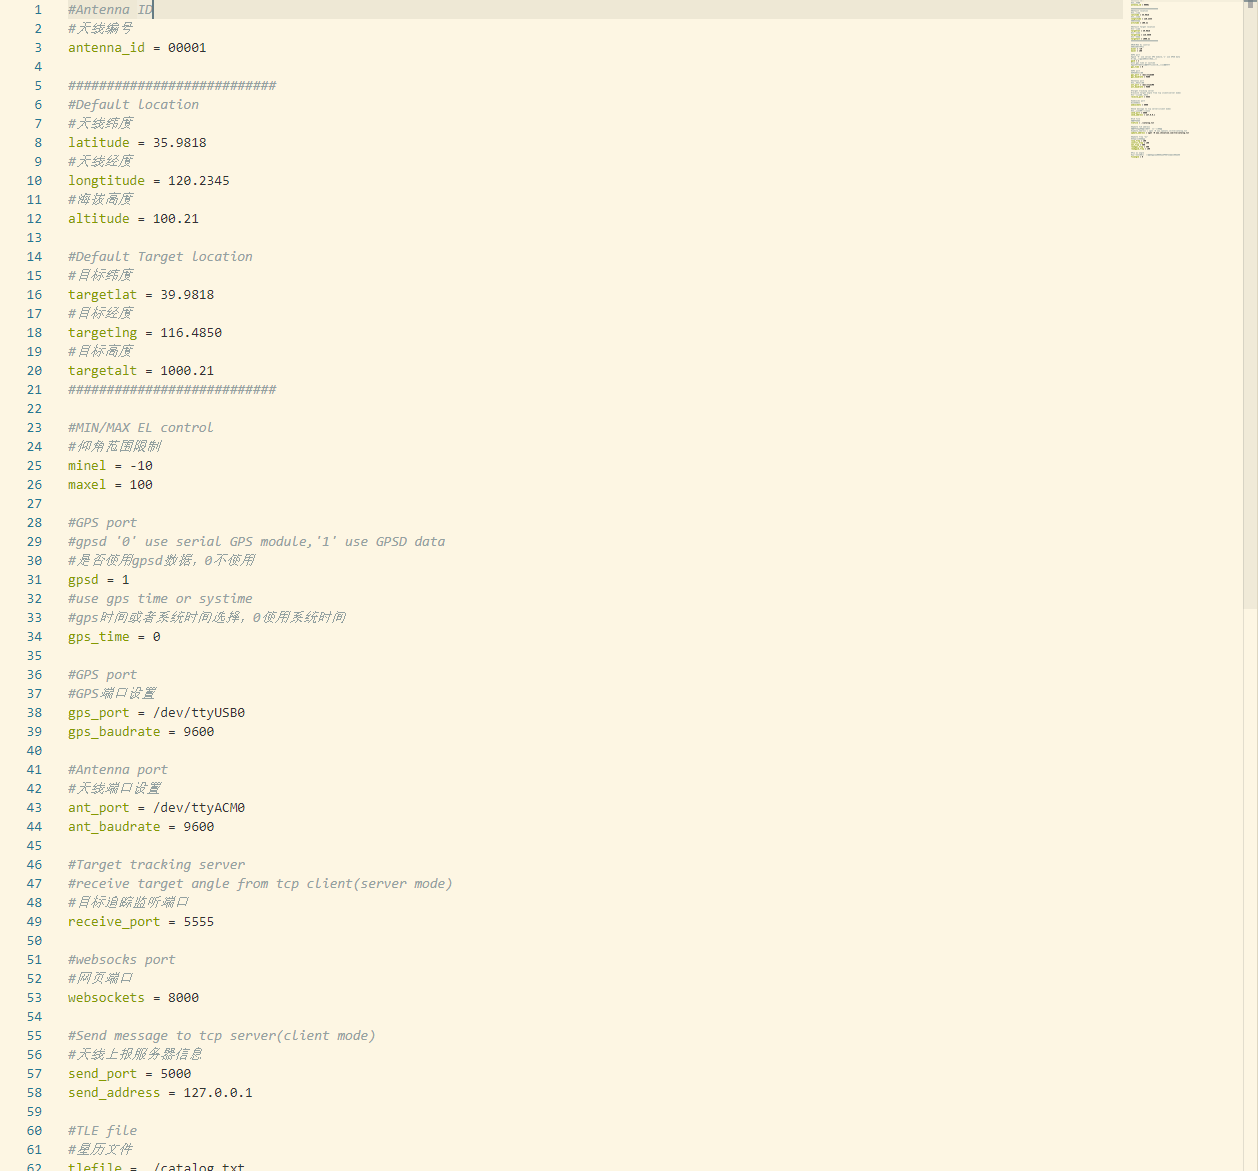 1 #Antenna ID
2 #天线编号
3 antenna_id = 00001
4
5 ###########################
6 #Default location
7 #天线纬度
8 latitude = 35.9818
9 #天线经度
10 longtitude = 120.2345
11 #海拔高度
12 altitude = 100.21
13
14 #Default Target location
15 #目标纬度
16 targetlat = 39.9818
17 #目标经度
18 targetlng = 116.4850
19 #目标高度
20 targetalt = 1000.21
21 ###########################
22
23 #MIN/MAX EL control
24 #仰角范围限制
25 minel = -10
26 maxel = 100
27
28 #GPS port
29 #gpsd '0' use serial GPS module,'1' use GPSD data
30 #是否使用gpsd数据，0不使用
31 gpsd = 1
32 #use gps time or systime
33 #gps时间或者系统时间选择，0使用系统时间
34 gps_time = 0
35
36 #GPS port
37 #GPS端口设置
38 gps_port = /dev/ttyUSB0
39 gps_baudrate = 9600
40
41 #Antenna port
42 #天线端口设置
43 ant_port = /dev/ttyACM0
44 ant_baudrate = 9600
45
46 #Target tracking server
47 #receive target angle from tcp client(server mode)
48 #目标追踪监听端口
49 receive_port = 5555
50
51 #websocks port
52 #网页端口
53 websockets = 8000
54
55 #Send message to tcp server(client mode)
56 #天线上报服务器信息
57 send_port = 5000
58 send_address = 127.0.0.1
59
60 #TLE file
61 #星历文件
62 tlefile = ./catalog.txt